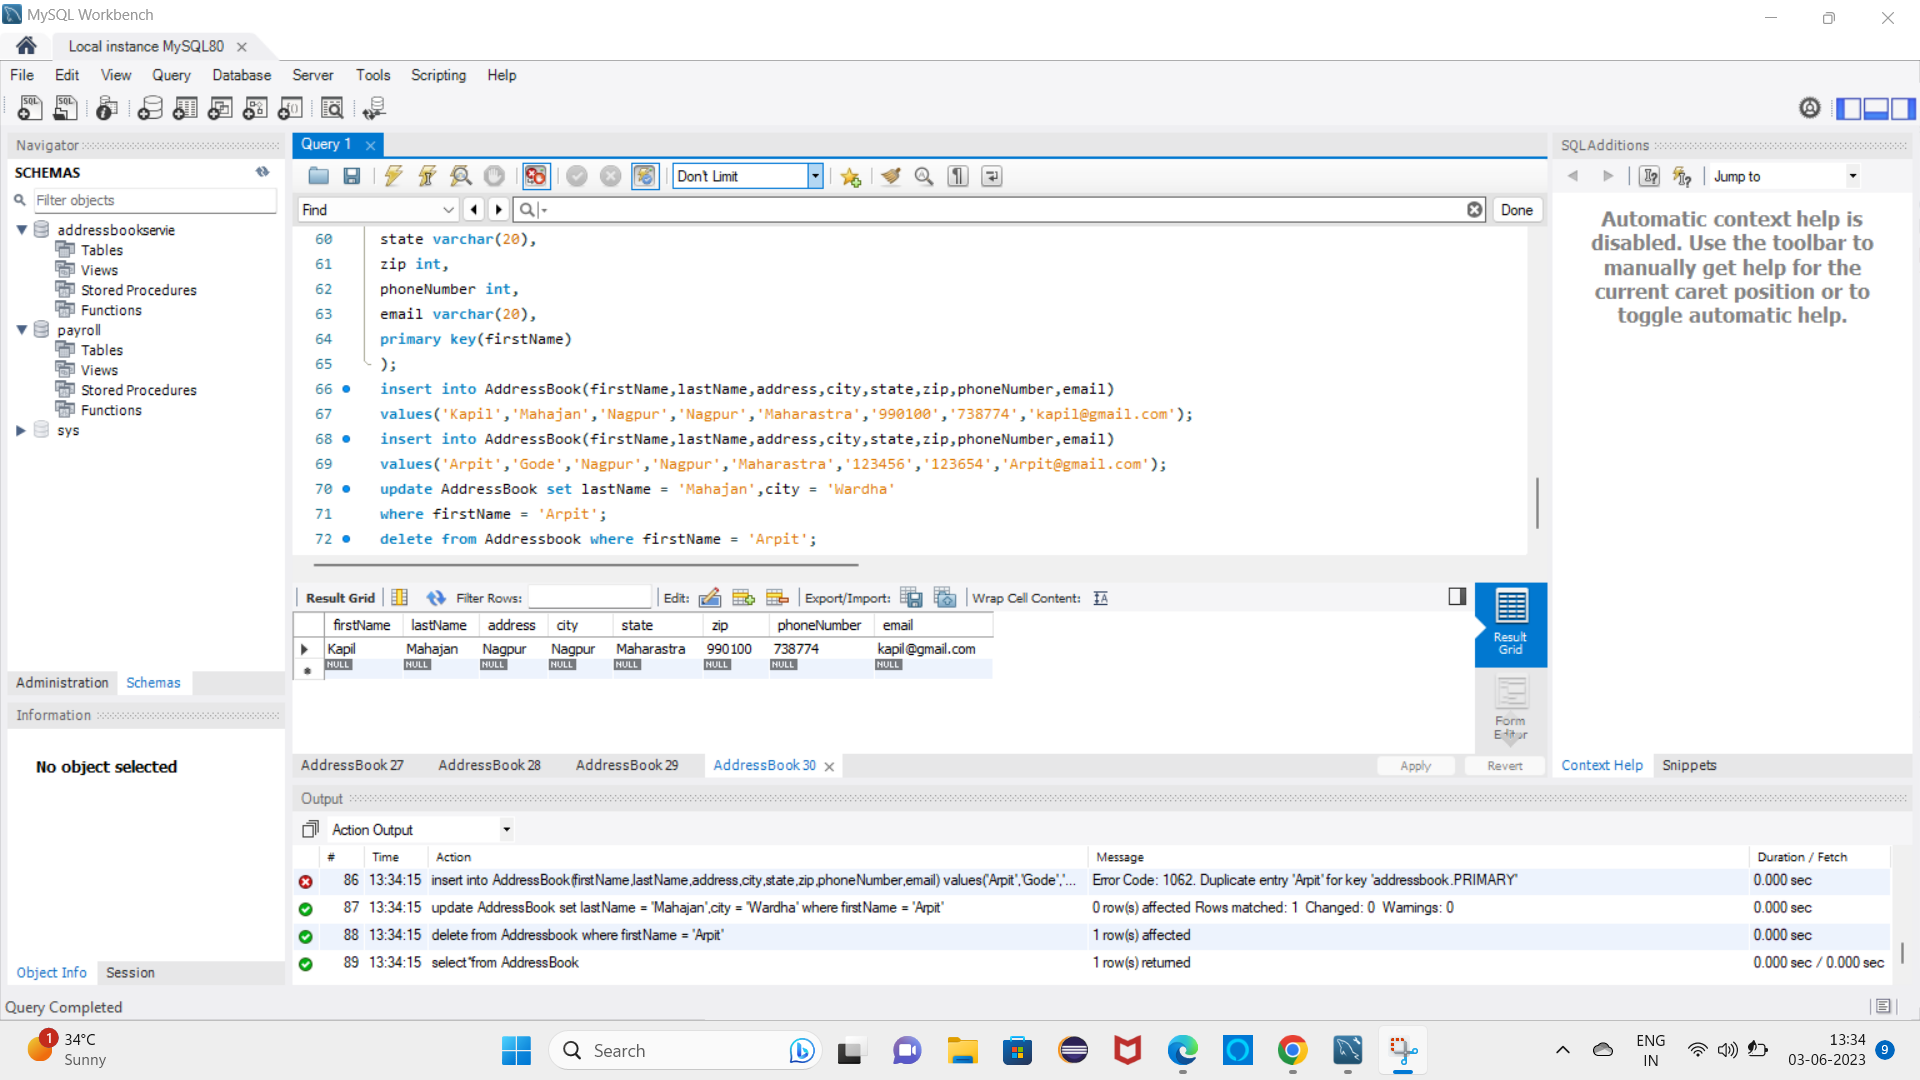 MySQL Workbench
Local instance MySQL80
File Edit View Query Database Server Tools Scripting Help
Navigator
SCHEMAS
Filter objects
addressbookservie
Tables
Views
Stored Procedures
Functions
payroll
Tables
Views
Stored Procedures
Functions
sys
Administration Schemas
Information
No object selected
Object Info Session
Query 1
Don't Limit
Find
Done
60 state varchar(20),
61 zip int,
62 phoneNumber int,
63 email varchar(20),
64 primary key(firstName)
65 );
66 insert into AddressBook(firstName,lastName,address,city,state,zip,phoneNumber,email)
67 values('Kapil','Mahajan','Nagpur','Nagpur','Maharastra','990100','738774','kapil@gmail.com');
68 insert into AddressBook(firstName,lastName,address,city,state,zip,phoneNumber,email)
69 values('Arpit','Gode','Nagpur','Nagpur','Maharastra','123456','123654','Arpit@gmail.com');
70 update AddressBook set lastName = 'Mahajan',city = 'Wardha'
71 where firstName = 'Arpit';
72 delete from Addressbook where firstName = 'Arpit';
Result Grid Filter Rows: Edit: Export/Import: Wrap Cell Content:
firstName lastName address city state zip phoneNumber email
Kapil Mahajan Nagpur Nagpur Maharastra 990100 738774 kapil@gmail.com
NULL NULL NULL NULL NULL NULL NULL NULL
Result
Grid
Form
Editor
AddressBook 27 AddressBook 28 AddressBook 29 AddressBook 30
Apply Revert
SQLAdditions
Jump to
Automatic context help is
disabled. Use the toolbar to
manually get help for the
current caret position or to
toggle automatic help.
Context Help Snippets
Output
Action Output
# Time Action Message Duration / Fetch
86 13:34:15 insert into AddressBook(firstName,lastName,address,city,state,zip,phoneNumber,email) values('Arpit','Gode','... Error Code: 1062. Duplicate entry 'Arpit' for key 'addressbook.PRIMARY' 0.000 sec
87 13:34:15 update AddressBook set lastName = 'Mahajan',city = 'Wardha' where firstName = 'Arpit' 0 row(s) affected Rows matched: 1 Changed: 0 Warnings: 0 0.000 sec
88 13:34:15 delete from Addressbook where firstName = 'Arpit' 1 row(s) affected 0.000 sec
89 13:34:15 select*from AddressBook 1 row(s) returned 0.000 sec / 0.000 sec
Query Completed
1
34°C
Sunny
Search
ENG
IN
13:34
03-06-2023
9